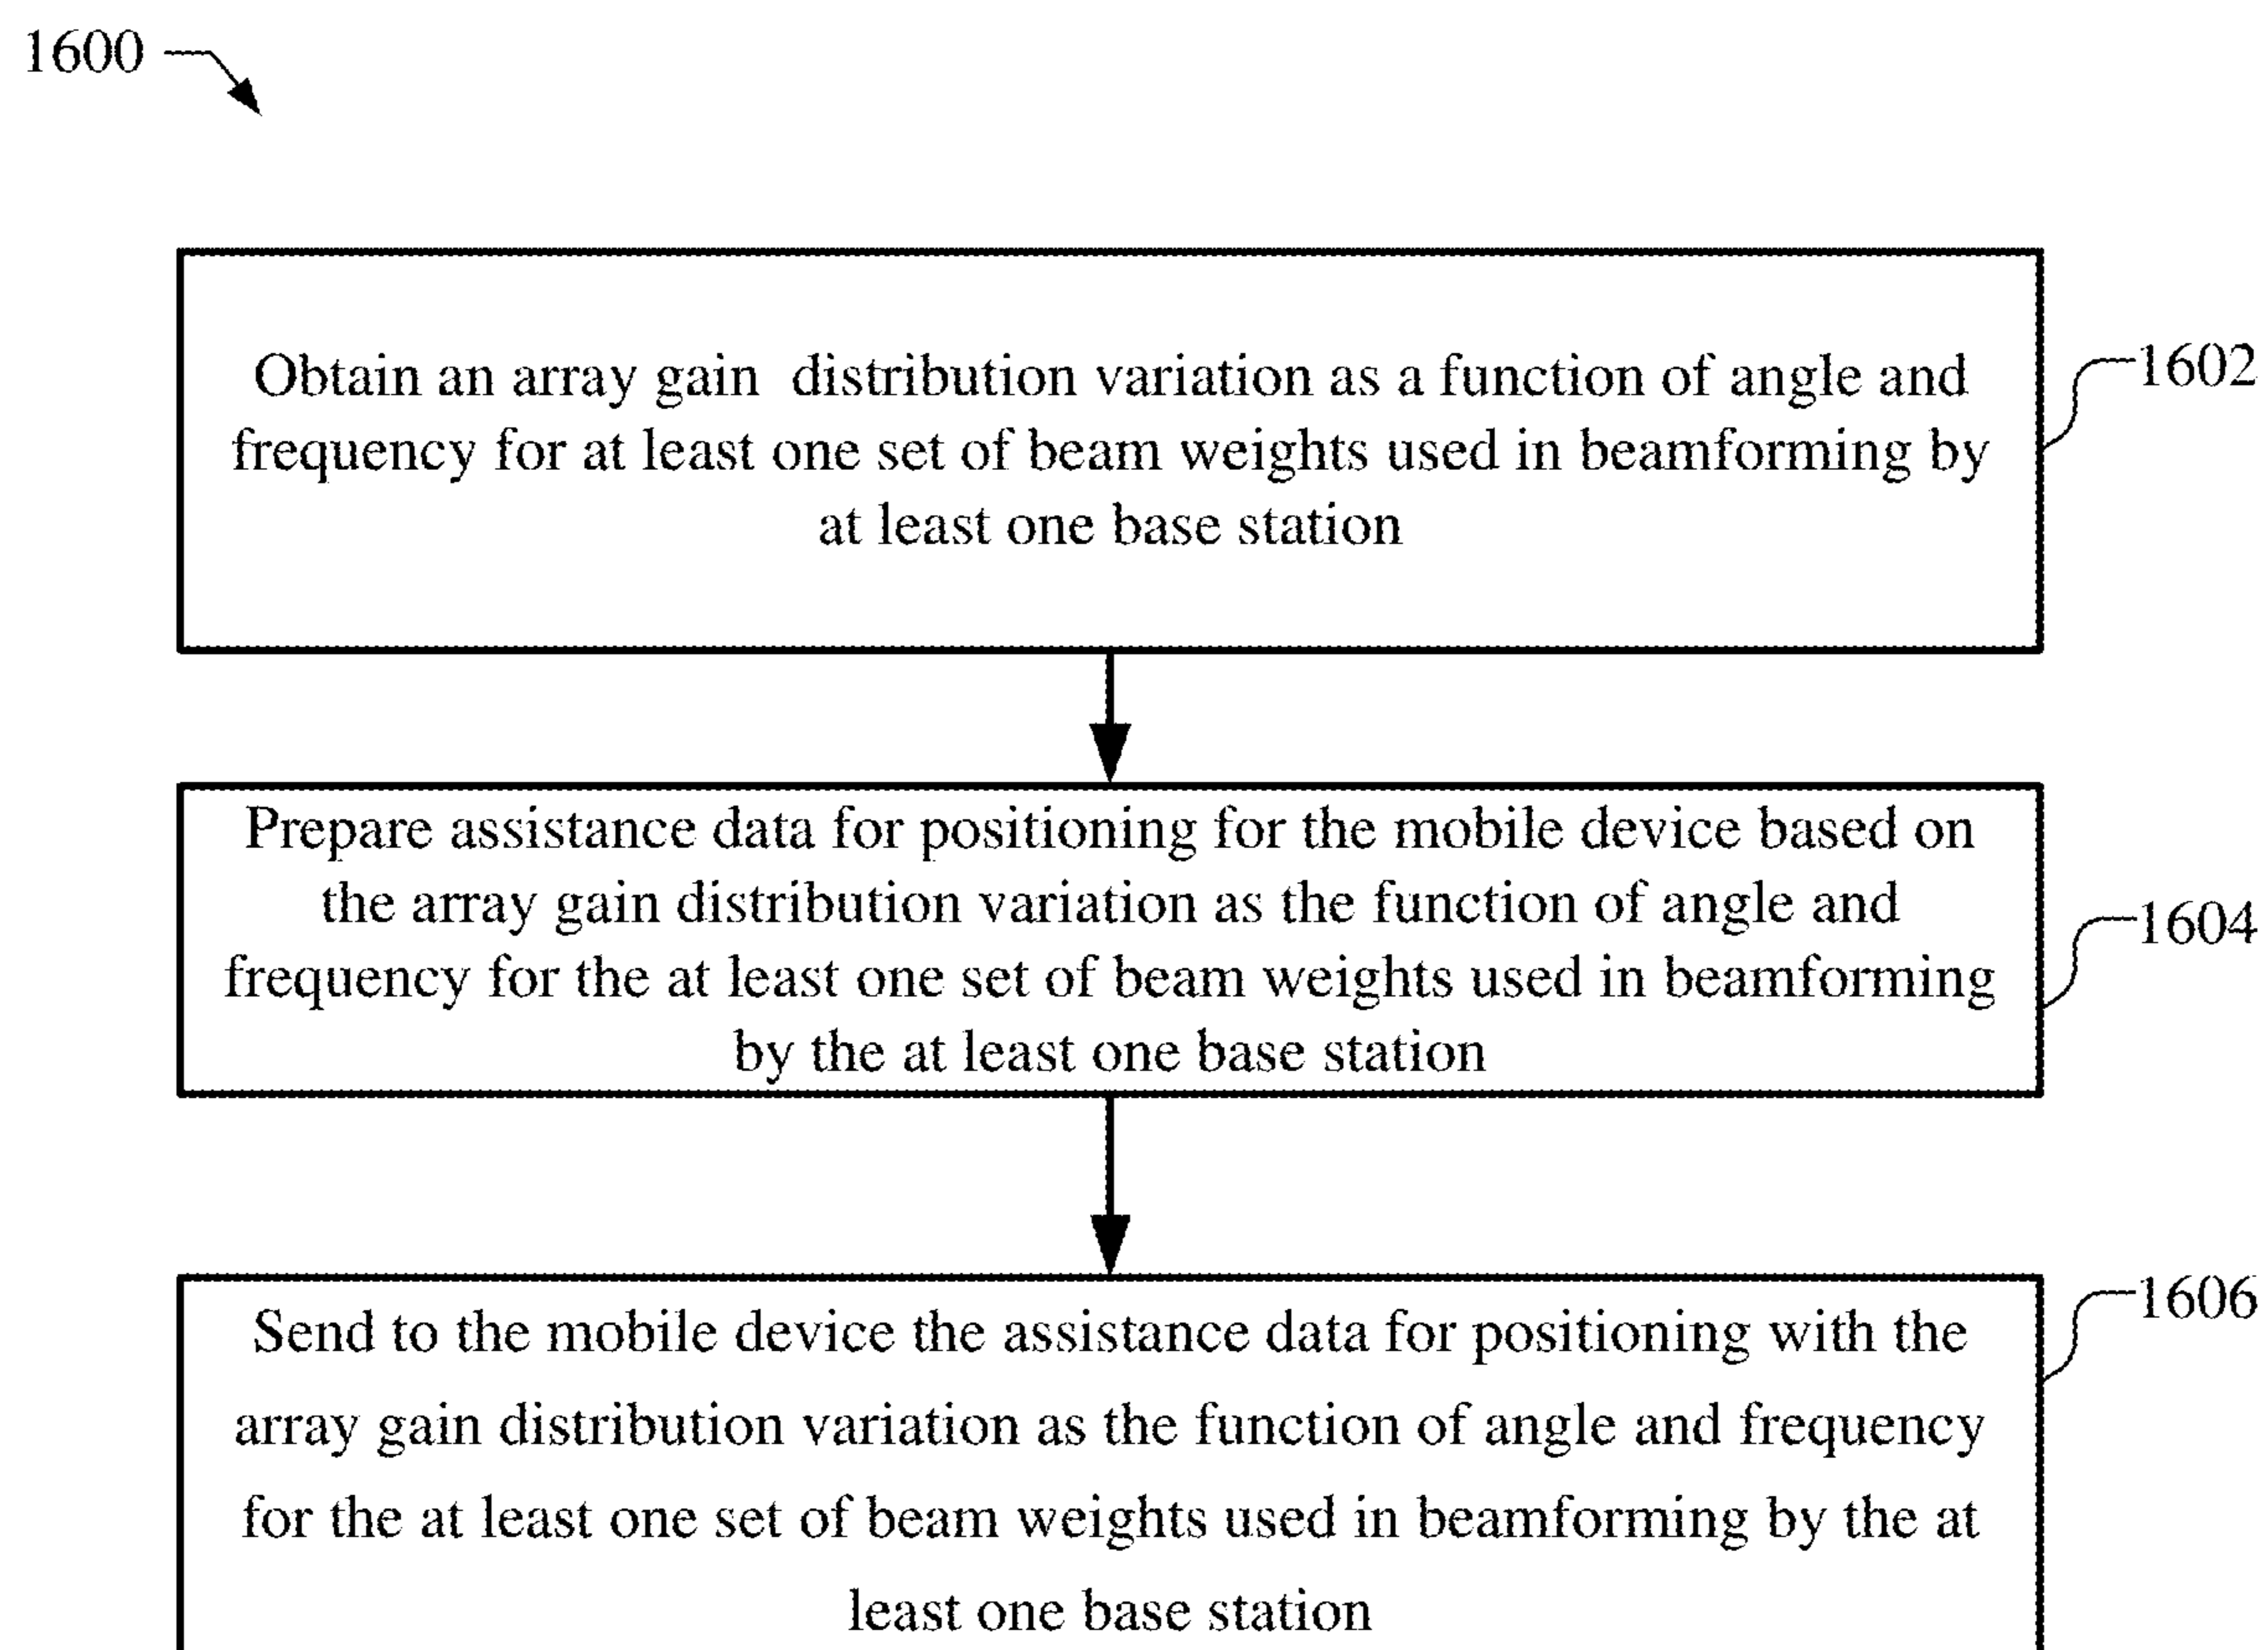 1600
Obtain an array gain distribution variation as a function of angle and
frequency for at least one set of beam weights used in beamforming by
at least one base station
1602
Prepare assistance data for positioning for the mobile device based on
the array gain distribution variation as the function of angle and
frequency for the at least one set of beam weights used in beamforming
by the at least one base station
1604
Send to the mobile device the assistance data for positioning with the
array gain distribution variation as the function of angle and frequency
for the at least one set of beam weights used in beamforming by the at
least one base station
1606